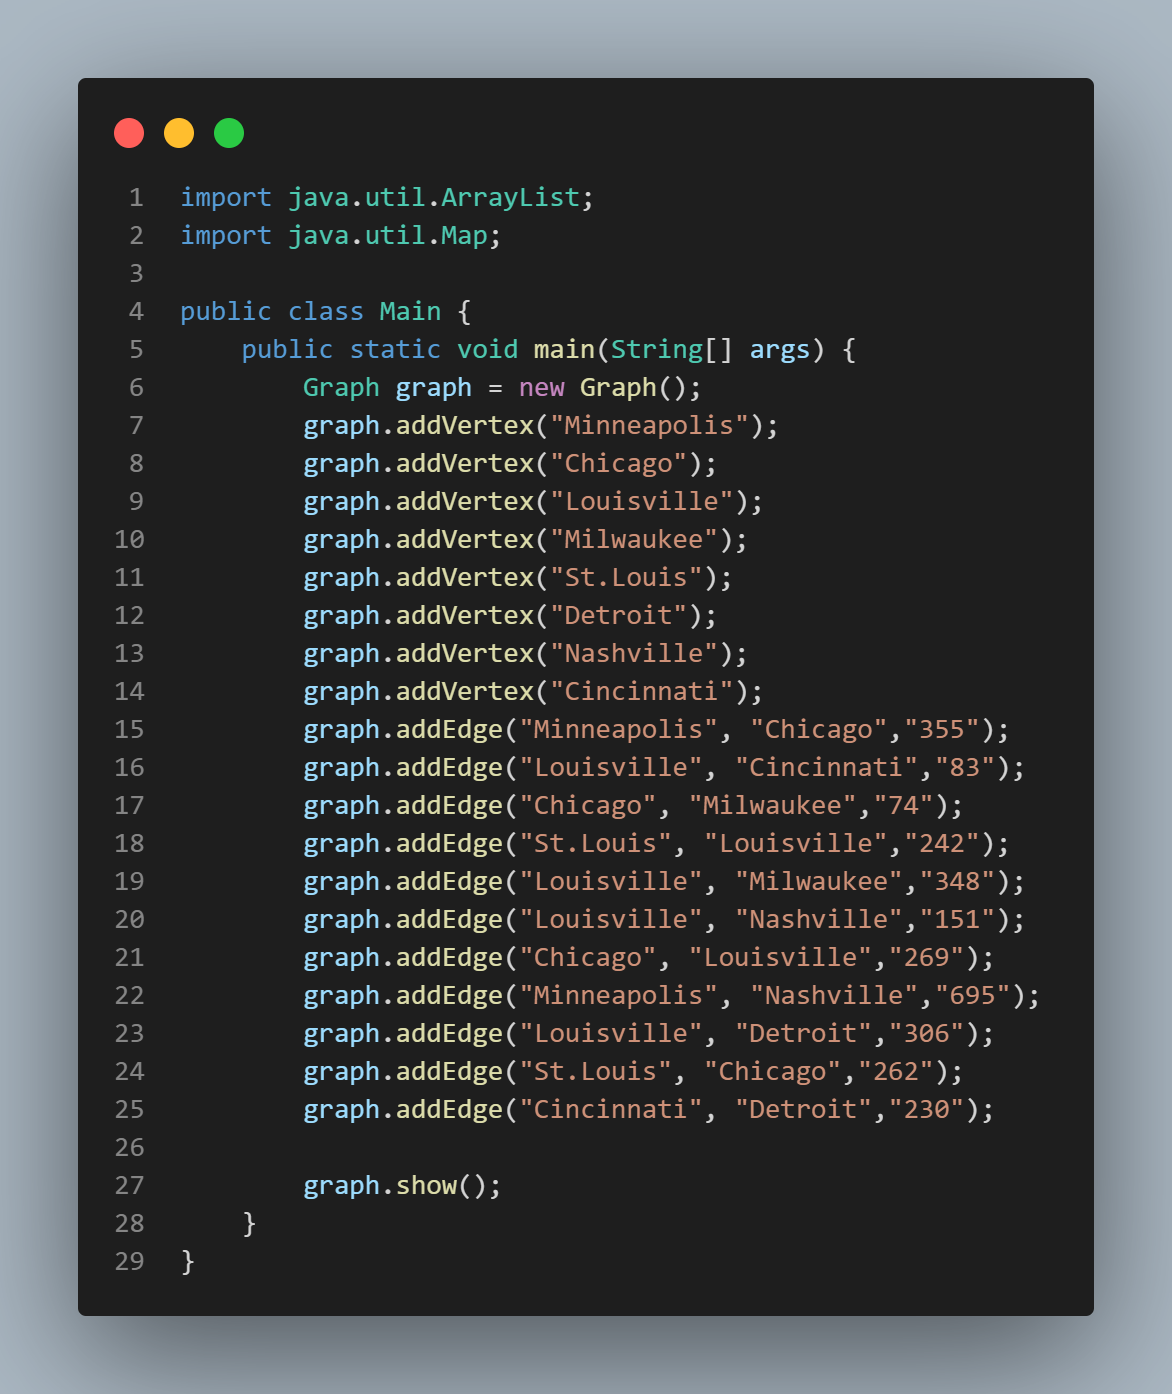 1 import java.util.ArrayList;
2 import java.util.Map;
3
4 public class Main {
5     public static void main(String[] args) {
6         Graph graph = new Graph();
7         graph.addVertex("Minneapolis");
8         graph.addVertex("Chicago");
9         graph.addVertex("Louisville");
10         graph.addVertex("Milwaukee");
11         graph.addVertex("St.Louis");
12         graph.addVertex("Detroit");
13         graph.addVertex("Nashville");
14         graph.addVertex("Cincinnati");
15         graph.addEdge("Minneapolis", "Chicago","355");
16         graph.addEdge("Louisville", "Cincinnati","83");
17         graph.addEdge("Chicago", "Milwaukee","74");
18         graph.addEdge("St.Louis", "Louisville","242");
19         graph.addEdge("Louisville", "Milwaukee","348");
20         graph.addEdge("Louisville", "Nashville","151");
21         graph.addEdge("Chicago", "Louisville","269");
22         graph.addEdge("Minneapolis", "Nashville","695");
23         graph.addEdge("Louisville", "Detroit","306");
24         graph.addEdge("St.Louis", "Chicago","262");
25         graph.addEdge("Cincinnati", "Detroit","230");
26
27         graph.show();
28     }
29 }